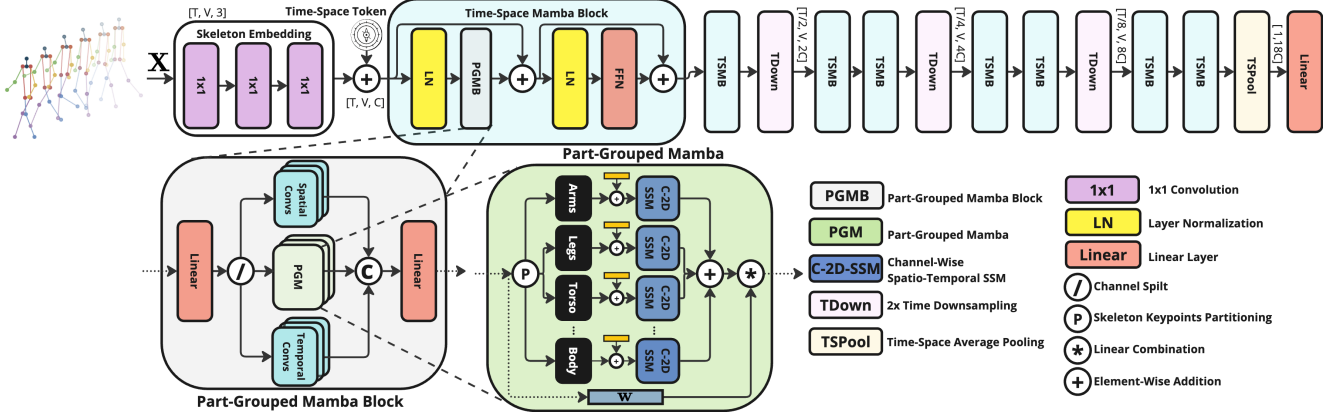 [T, V, 3]
Time-Space Token
Time-Space Mamba Block
Skeleton Embedding
X
1x1
1x1
1x1
+
[T, V, C]
LN
PGMB
+
LN
FFN
+
TSMB
TDown
[T/2, V, 2C]
TSMB
TSMB
TDown
[T/4, V, 4C]
TSMB
TSMB
TDown
[T/8, V, 8C]
TSMB
TSMB
TSPool
[ 1,18C]
Linear
Part-Grouped Mamba
Linear
/
Spatial
Convs
PGM
Temporal
Convs
C
Linear
Part-Grouped Mamba Block
P
Arms
+
C-2D
SSM
Legs
+
C-2D
SSM
Torso
+
C-2D
SSM
Body
+
C-2D
SSM
+
*
W
PGMB
Part-Grouped Mamba Block
PGM
Part-Grouped Mamba
C-2D-SSM
Channel-Wise
Spatio-Temporal SSM
TDown
2x Time Downsampling
TSPool
Time-Space Average Pooling
1x1
1x1 Convolution
LN
Layer Normalization
Linear
Linear Layer
/
Channel Spilt
P
Skeleton Keypoints Partitioning
*
Linear Combination
+
Element-Wise Addition